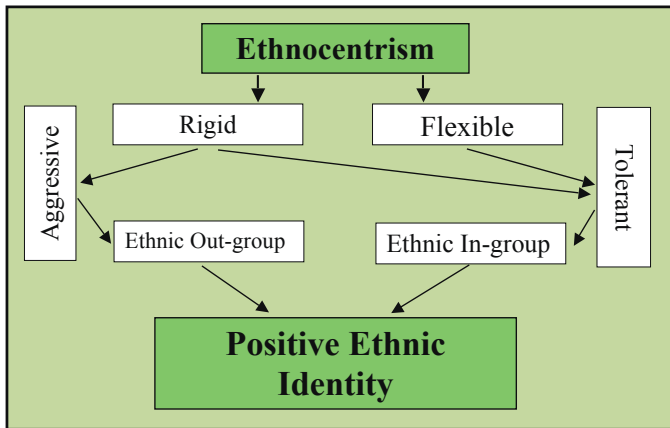 Ethnocentrism
Rigid
Flexible
Aggressive
Tolerant
Ethnic Out-group
Ethnic In-group
Positive Ethnic
Identity